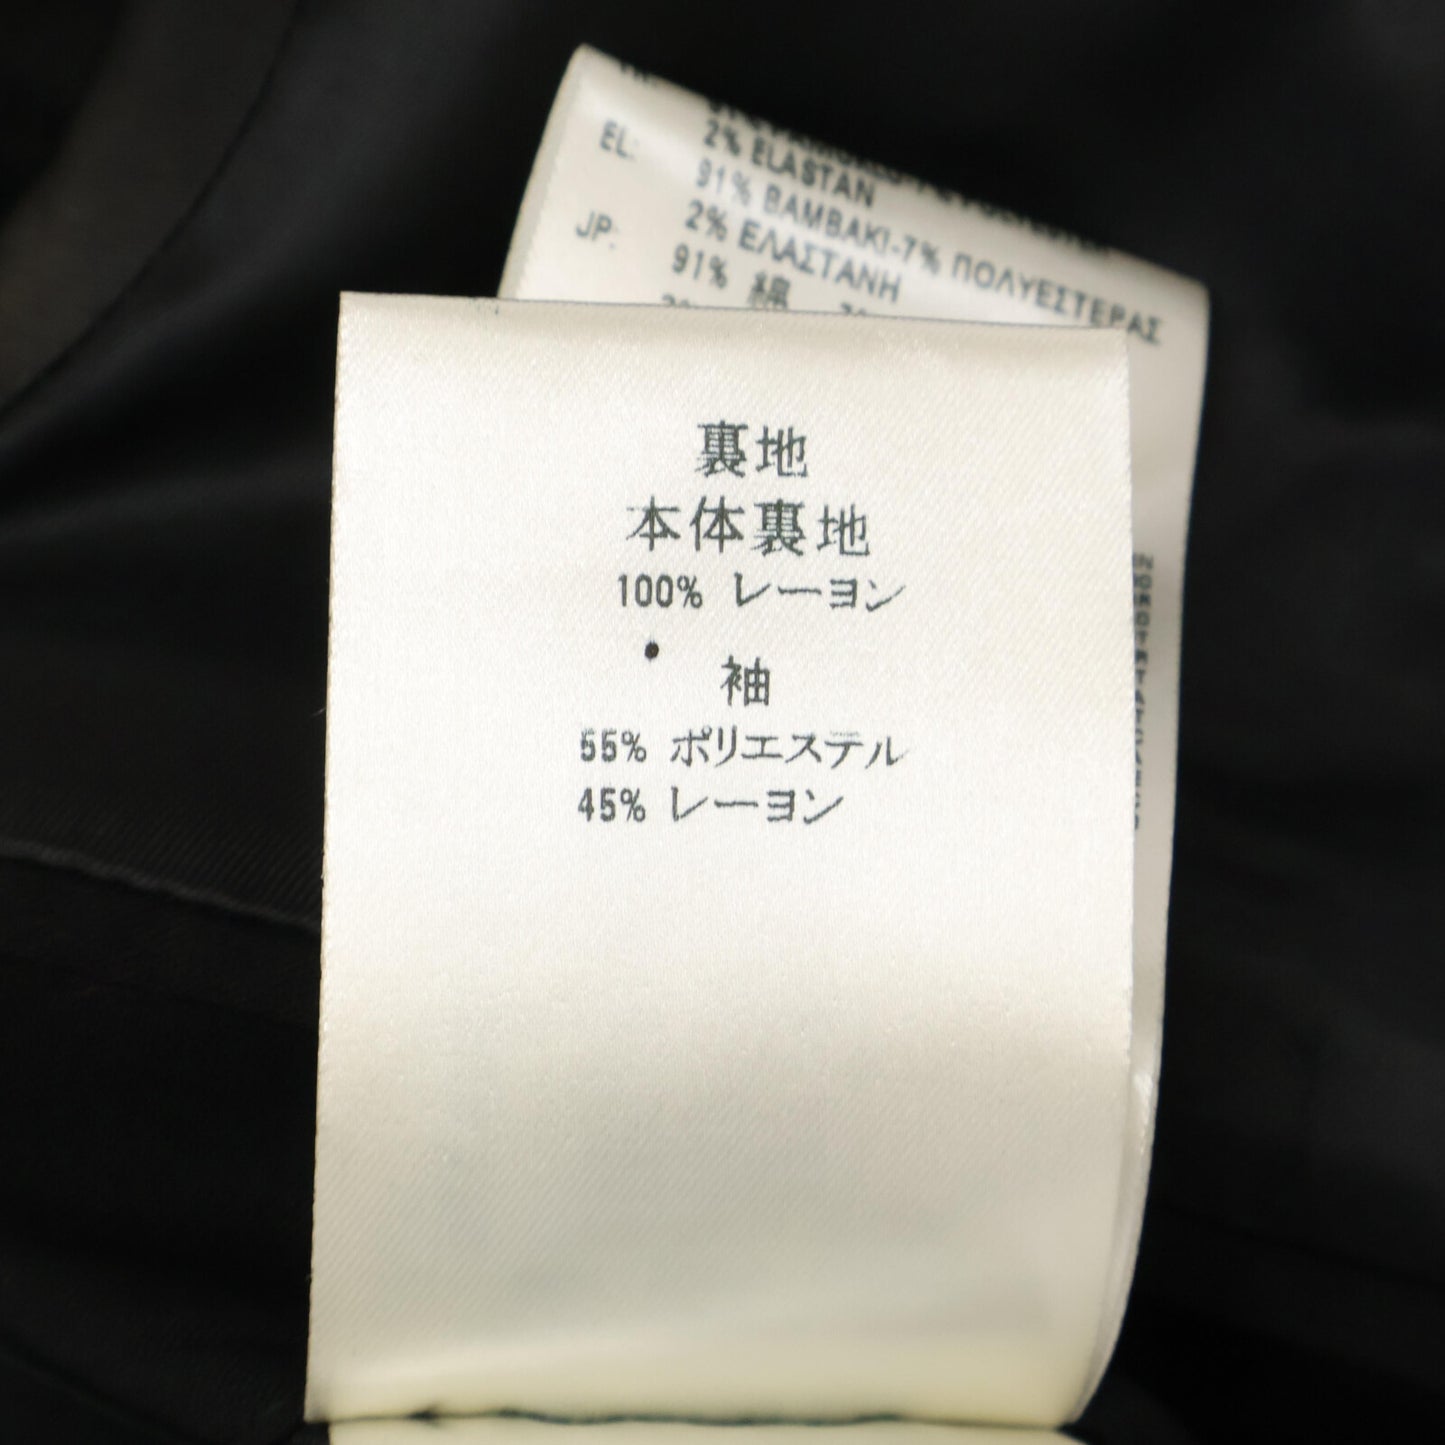 2% ELASTAN
EL:
91% BAMBAKI-7% ΠΟΛΥΕΣΤΕΡΑΣ
2% ΕΛΑΣΤΑΝΗ
JP:
91% 綿
裏地
本体裏地
100% レーヨン
袖
55% ポリエステル
45% レーヨン